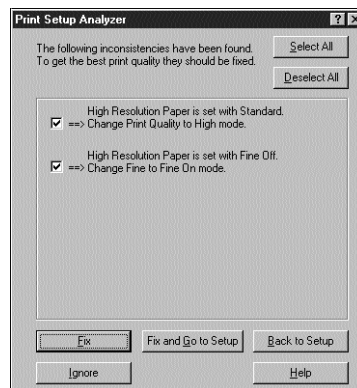 Print Setup Analyzer
The following inconsistencies have been found.
To get the best print quality they should be fixed.
Select All
Deselect All
High Resolution Paper is set with Standard.
==> Change Print Quality to High mode.
High Resolution Paper is set with Fine Off.
==> Change Fine to Fine On mode.
Fix
Fix and Go to Setup
Back to Setup
Ignore
Help